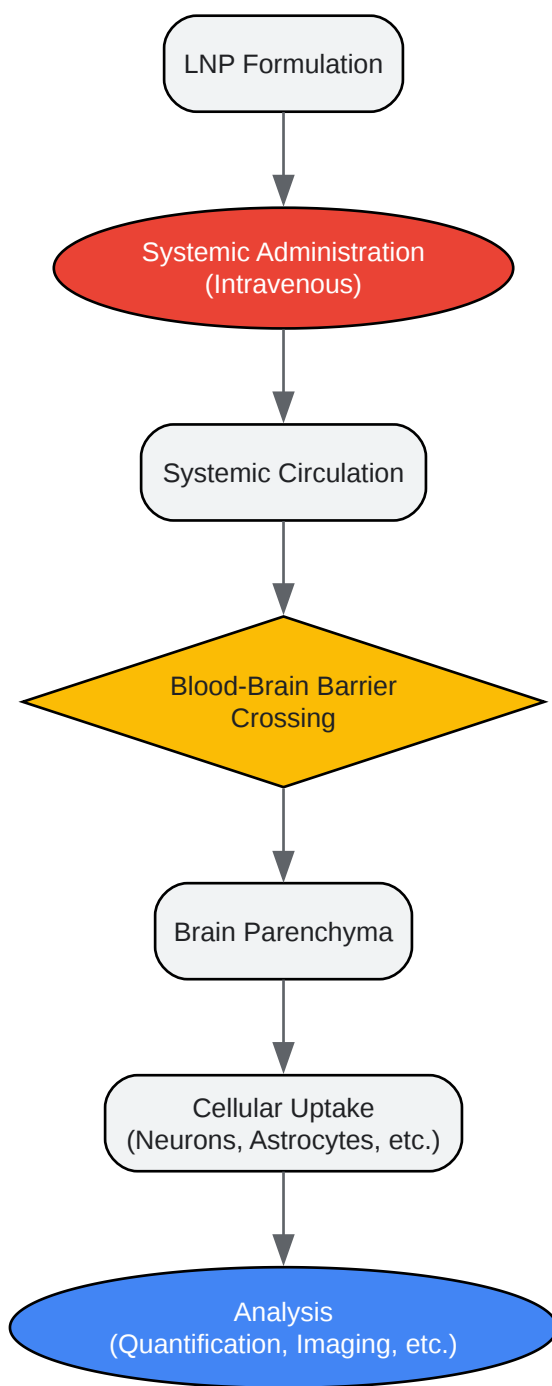 LNP Formulation
Systemic Administration
(Intravenous)
Systemic Circulation
Blood-Brain Barrier
Crossing
Brain Parenchyma
Cellular Uptake
(Neurons, Astrocytes, etc.)
Analysis
(Quantification, Imaging, etc.)